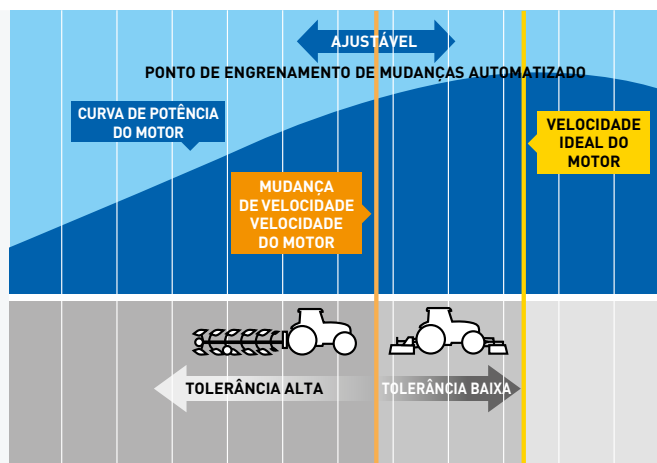 AJUSTÁVEL
PONTO DE ENGRENAMENTO DE MUDANÇAS AUTOMATIZADO
CURVA DE POTÊNCIA
DO MOTOR
VELOCIDADE
IDEAL DO
MOTOR
MUDANÇA
DE VELOCIDADE
VELOCIDADE
DO MOTOR
TOLERÂNCIA ALTA
TOLERÂNCIA BAIXA